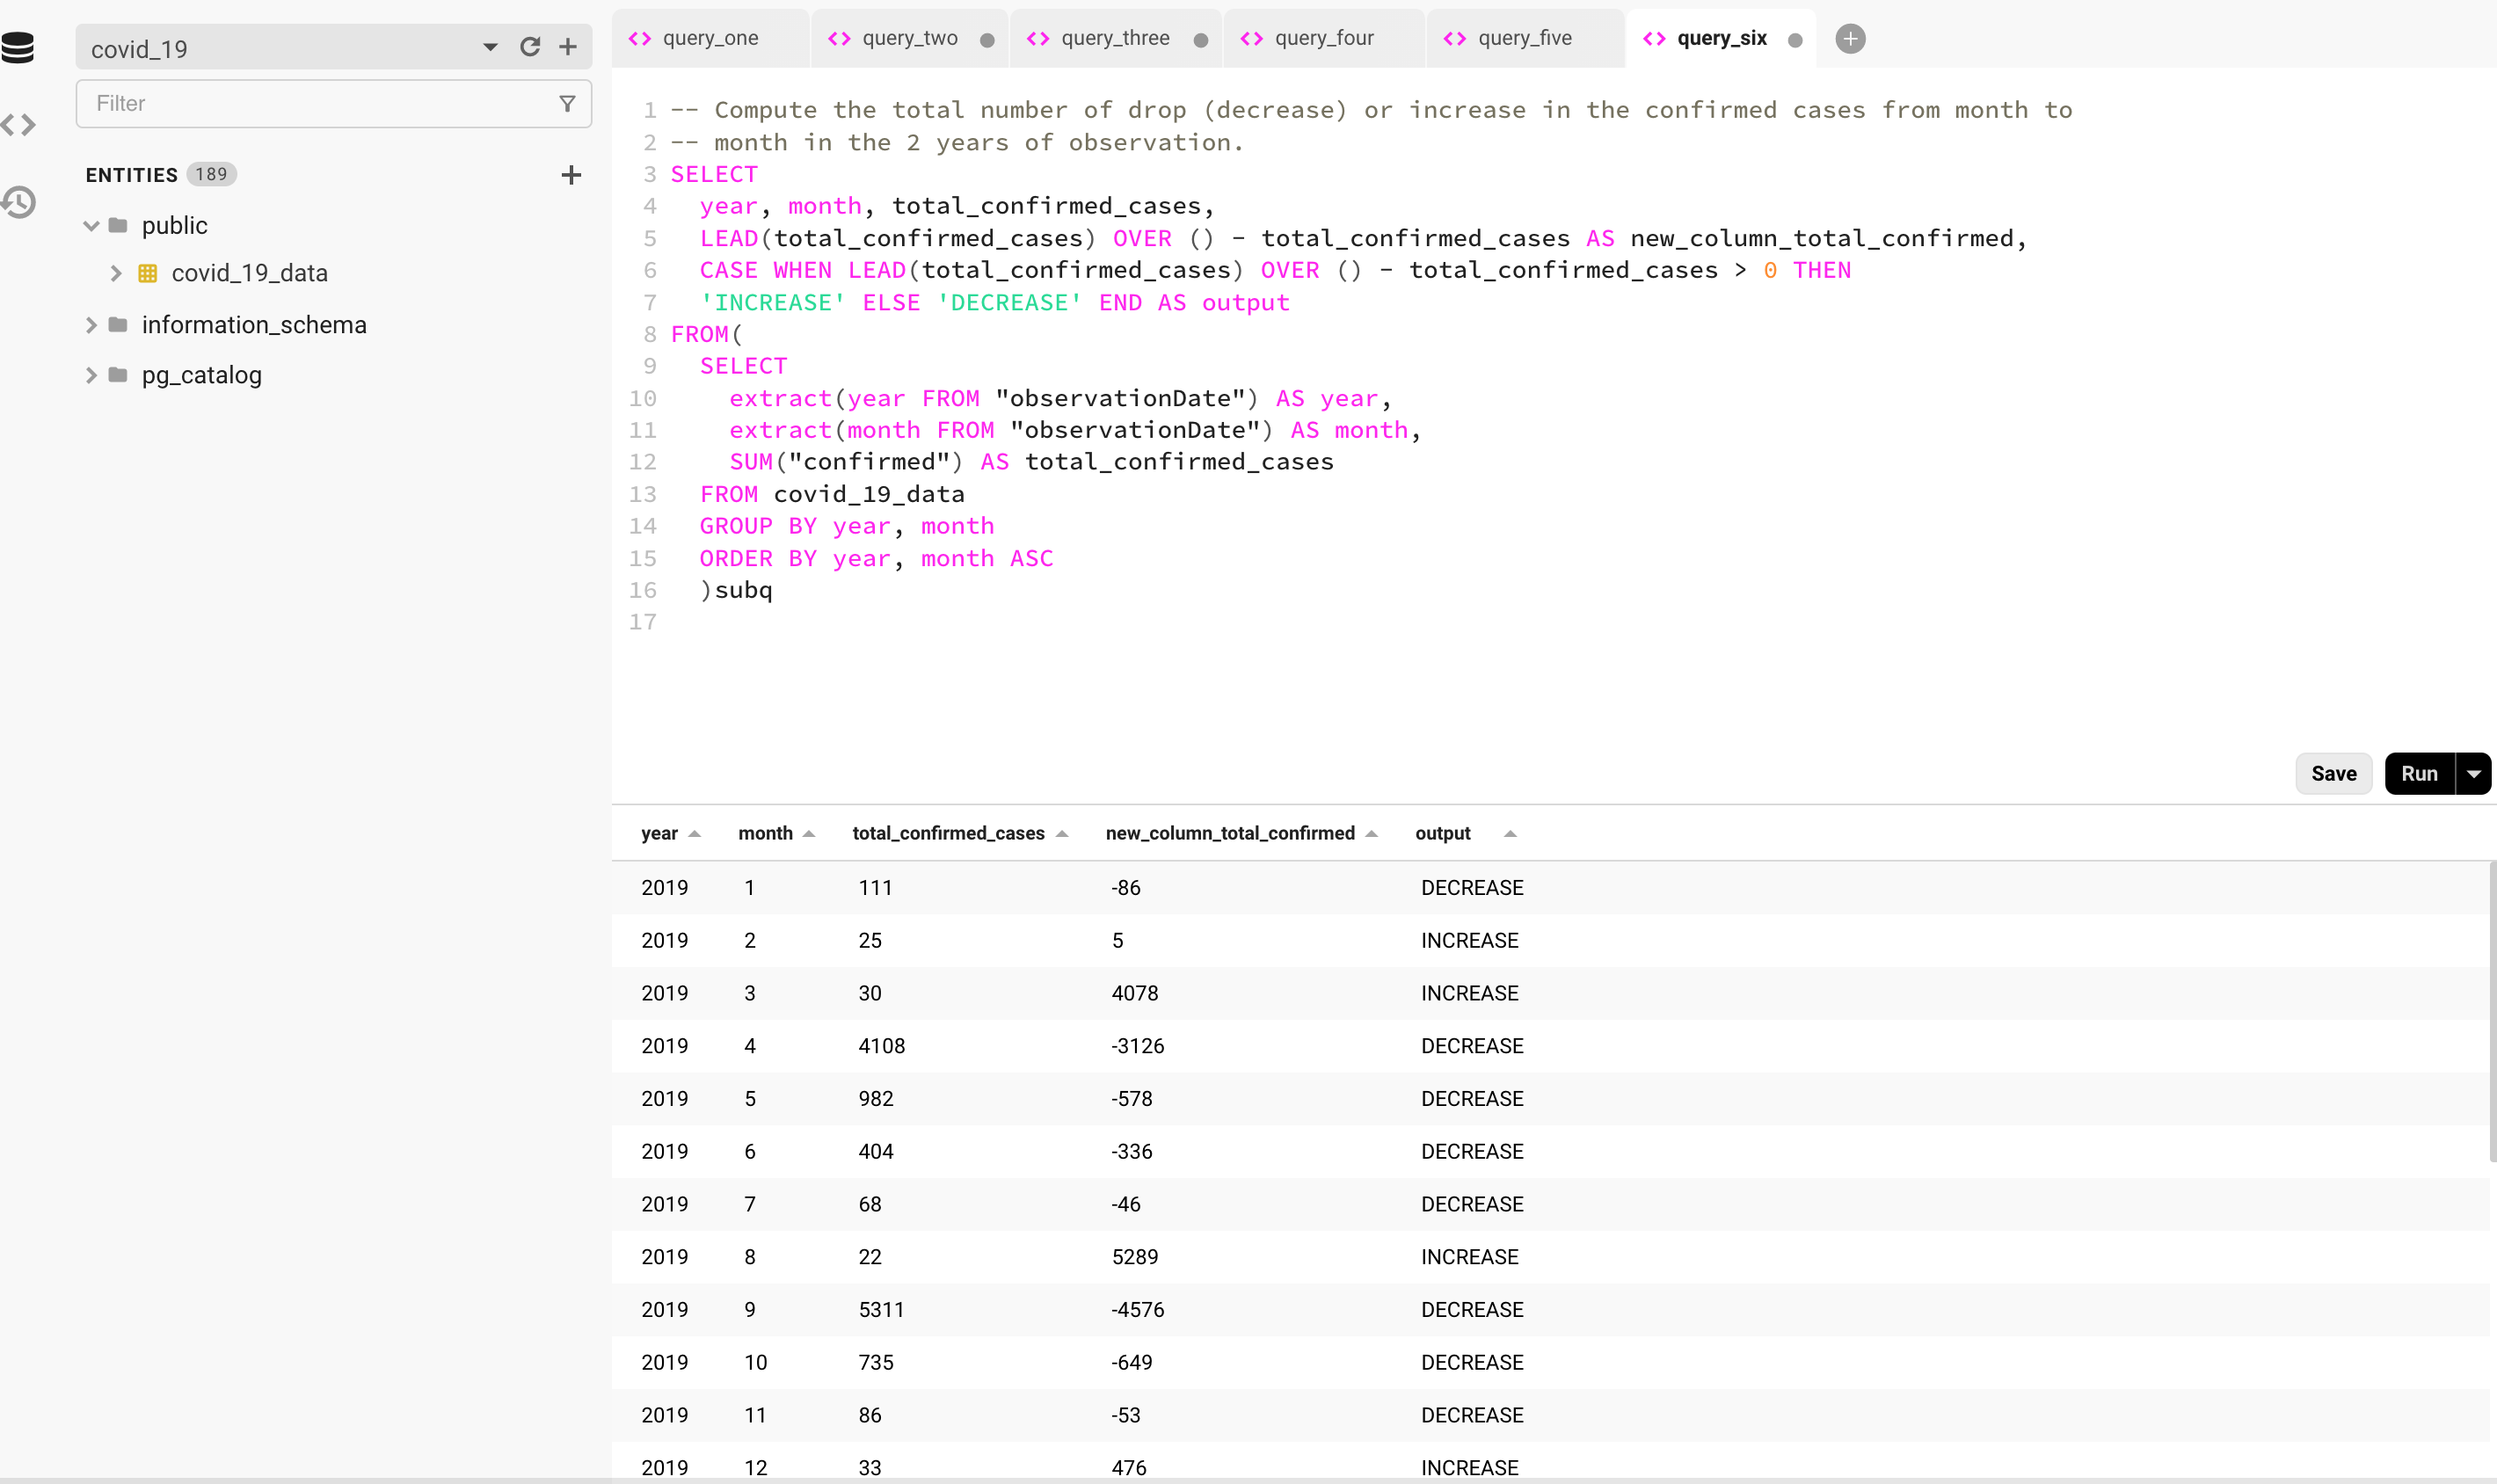 covid_19
Filter
ENTITIES 189
public
covid_19_data
information_schema
pg_catalog
query_one query_two query_three query_four query_five query_six
1 -- Compute the total number of drop (decrease) or increase in the confirmed cases from month to
2 -- month in the 2 years of observation.
3 SELECT
4 year, month, total_confirmed_cases,
5 LEAD(total_confirmed_cases) OVER () - total_confirmed_cases AS new_column_total_confirmed,
6 CASE WHEN LEAD(total_confirmed_cases) OVER () - total_confirmed_cases > 0 THEN
7 'INCREASE' ELSE 'DECREASE' END AS output
8 FROM(
9 SELECT
10 extract(year FROM "observationDate") AS year,
11 extract(month FROM "observationDate") AS month,
12 SUM("confirmed") AS total_confirmed_cases
13 FROM covid_19_data
14 GROUP BY year, month
15 ORDER BY year, month ASC
16 )subq
17
Save Run
year month total_confirmed_cases new_column_total_confirmed output
2019 1 111 -86 DECREASE
2019 2 25 5 INCREASE
2019 3 30 4078 INCREASE
2019 4 4108 -3126 DECREASE
2019 5 982 -578 DECREASE
2019 6 404 -336 DECREASE
2019 7 68 -46 DECREASE
2019 8 22 5289 INCREASE
2019 9 5311 -4576 DECREASE
2019 10 735 -649 DECREASE
2019 11 86 -53 DECREASE
2019 12 33 476 INCREASE